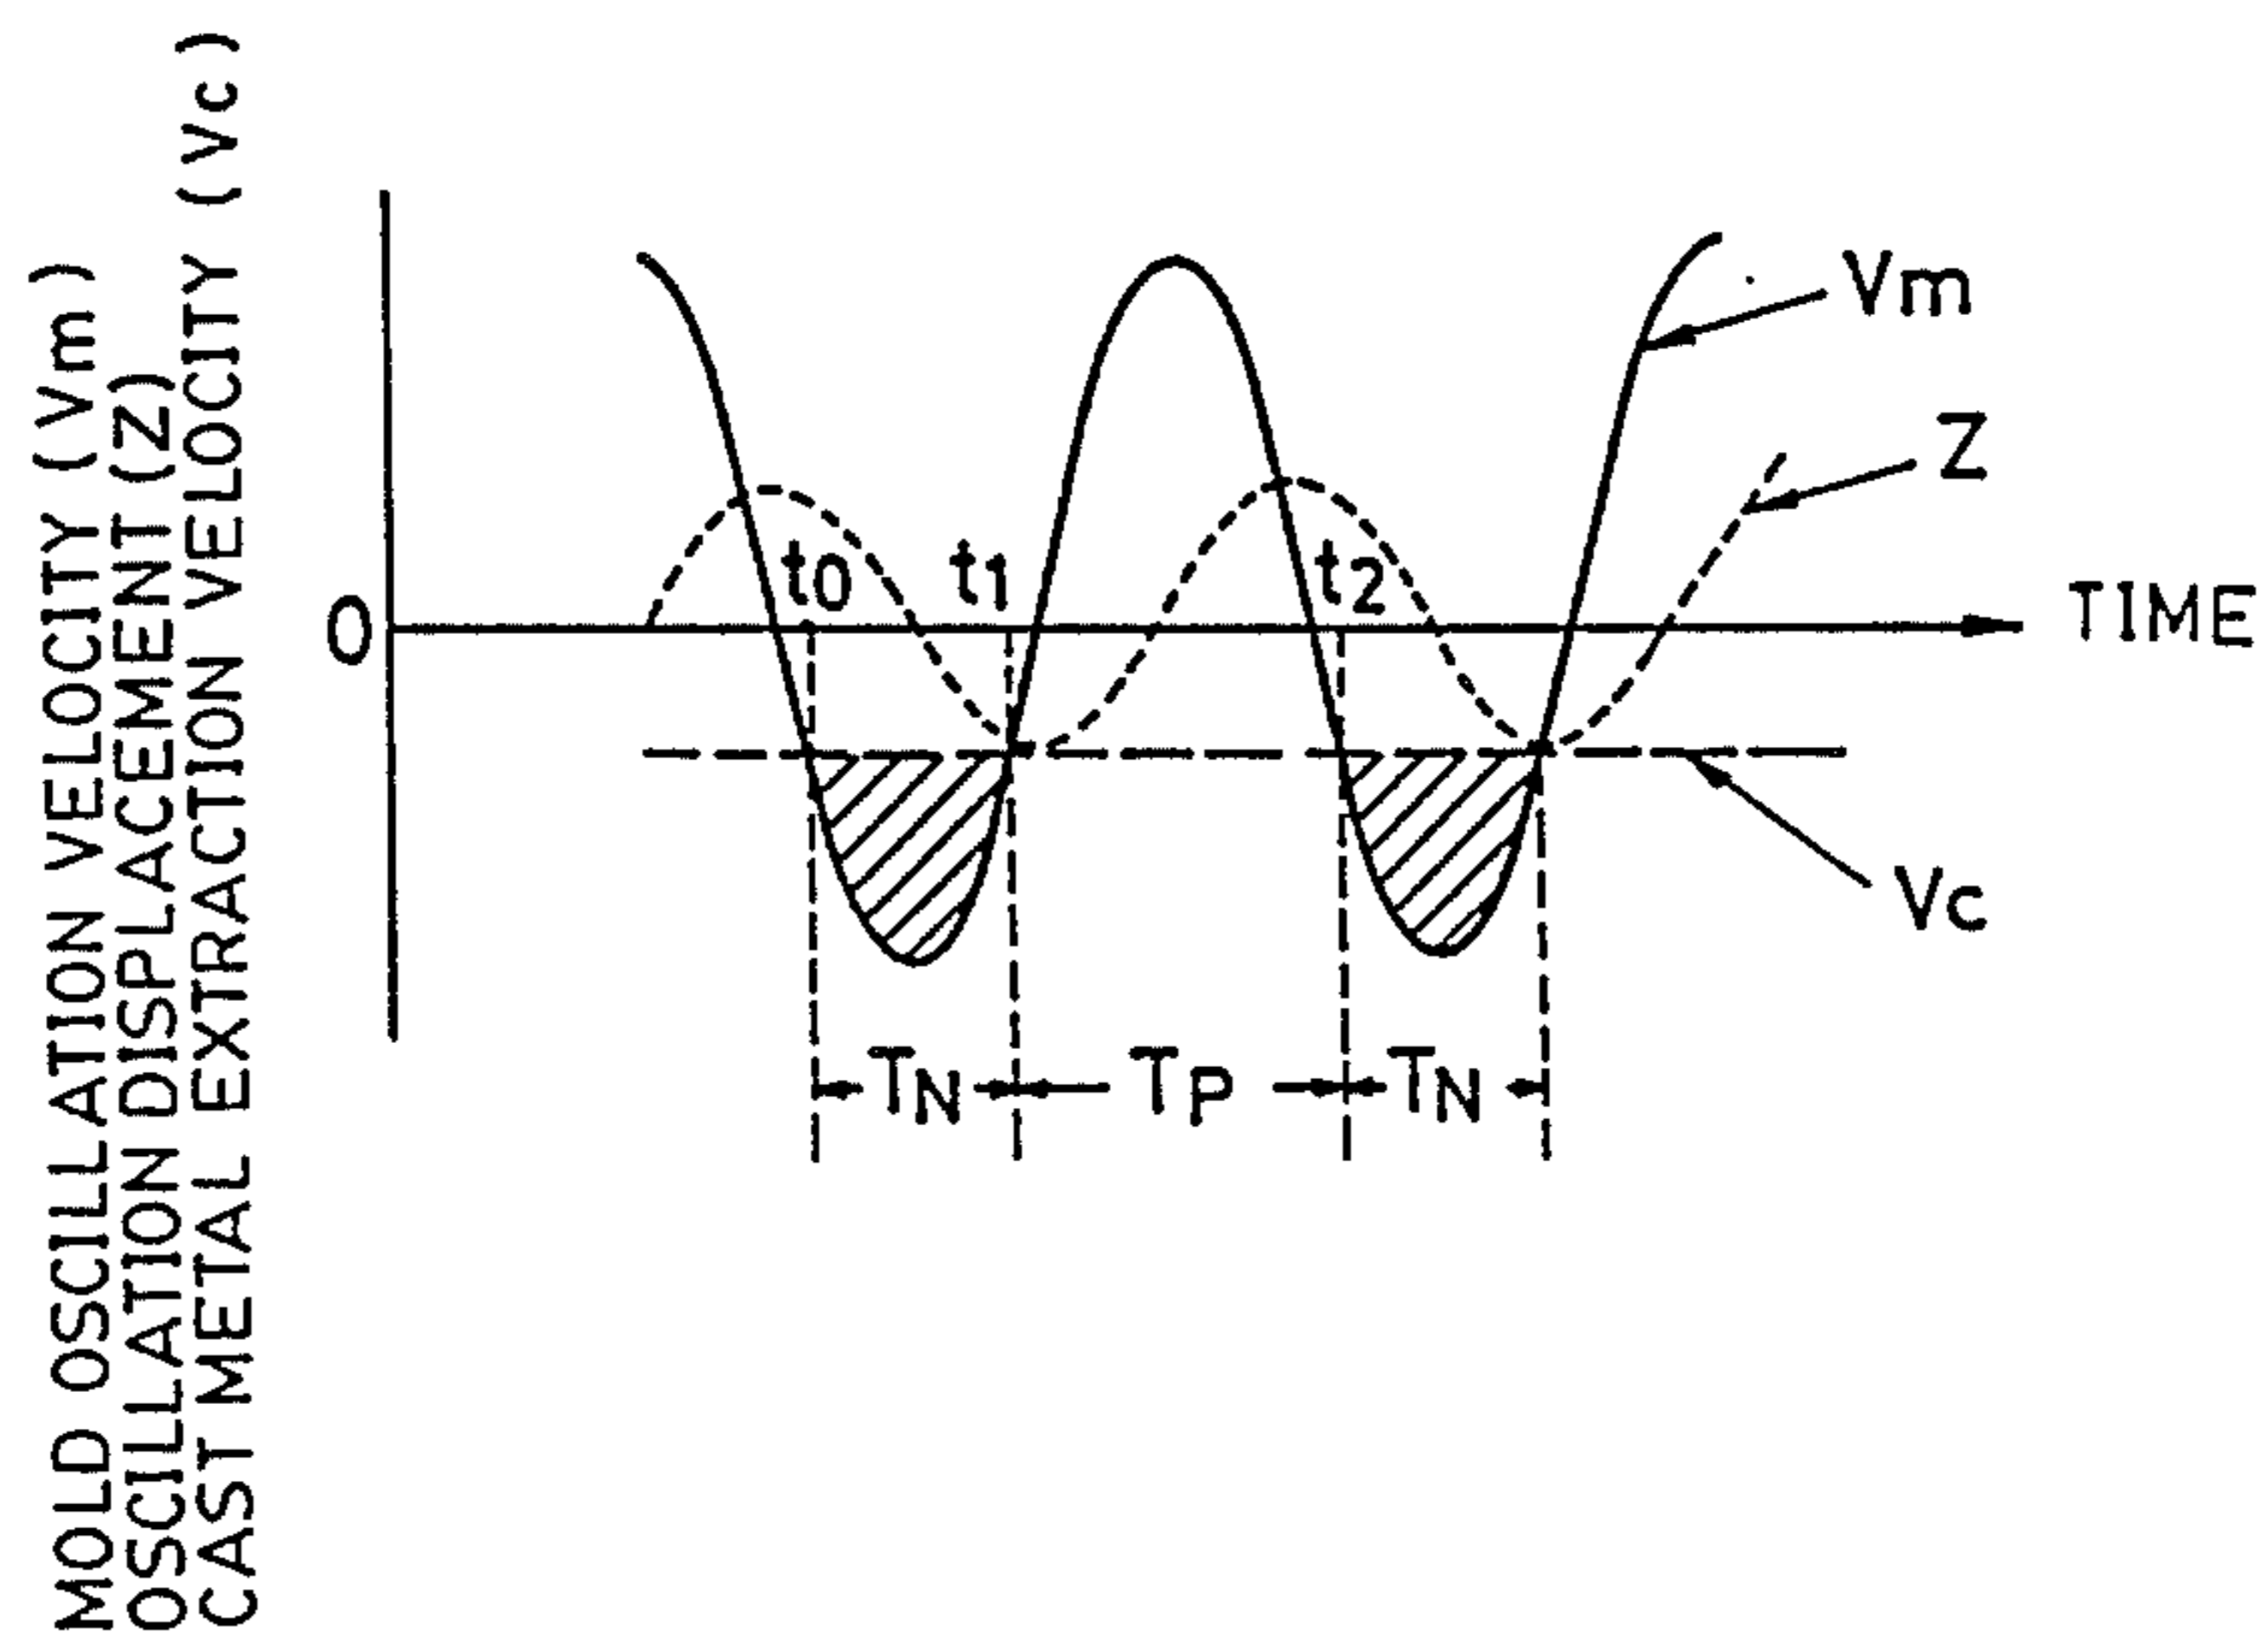 MOLD OSCILLATION VELOCITY (Vm)
OSCILLATION DISPLACEMENT (Z)
CAST METAL EXTRACTION VELOCITY (Vc)
Vm
Z
t0
t1
t2
O
TIME
Vc
TN
TP
TN